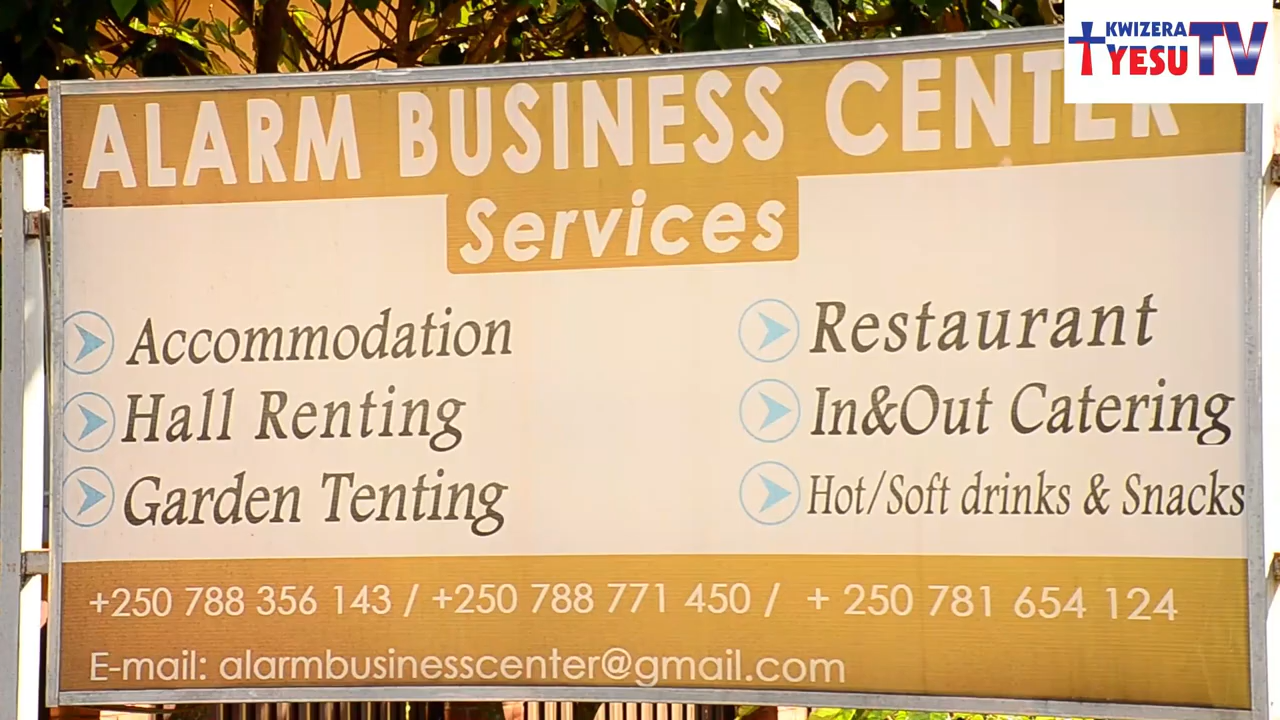 KWIZERA
YESU TV
ALARM BUSINESS CENTER
Services
Accommodation
Hall Renting
Garden Tenting
Restaurant
In&Out Catering
Hot/Soft drinks & Snacks
+250 788 356 143 / +250 788 771 450 / + 250 781 654 124
E-mail: alarmbusinesscenter@gmail.com